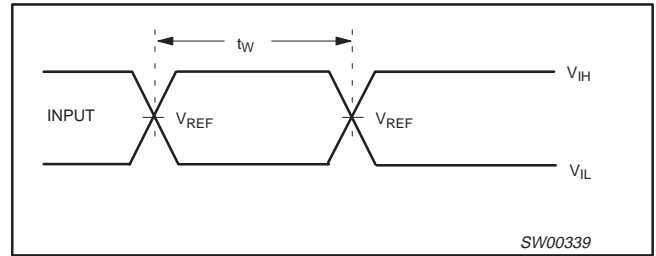 tW
VIH
INPUT
VREF
VREF
VIL
SW00339